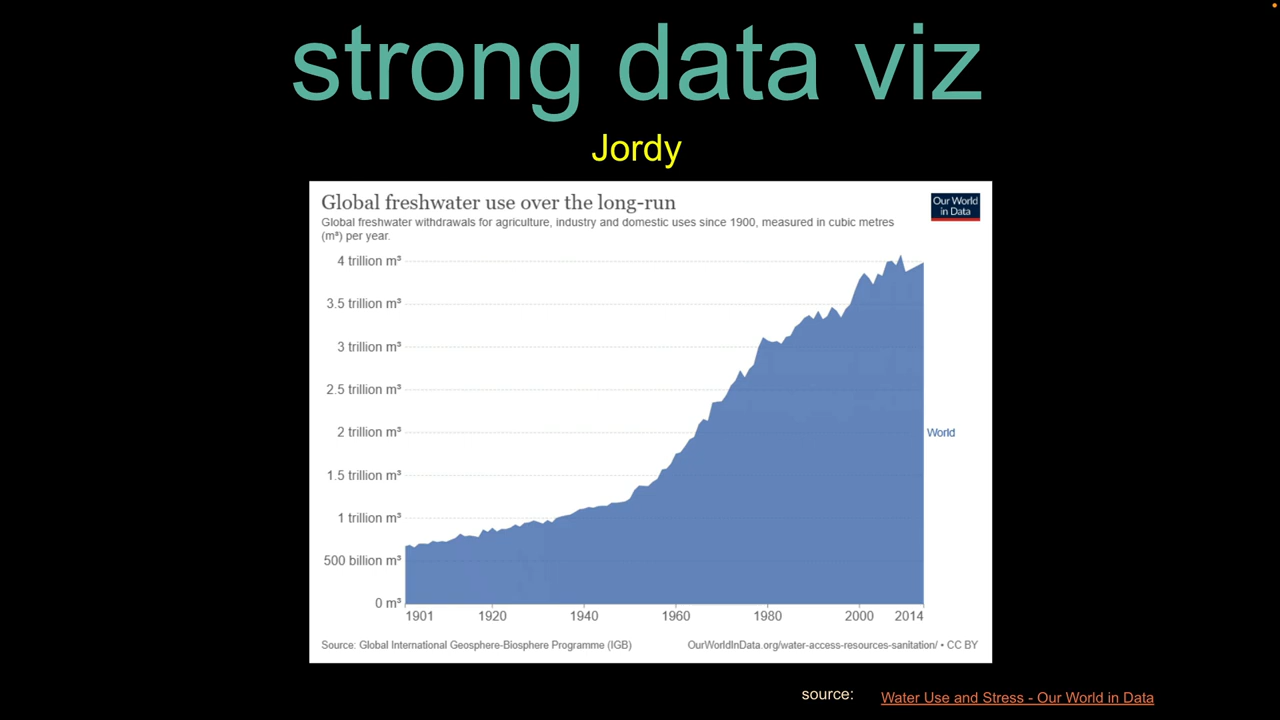 strong data viz
Jordy
Global freshwater use over the long-run
Our World
in Data
Global freshwater withdrawals for agriculture, industry and domestic uses since 1900, measured in cubic metres
(m³) per year.
4 trillion m³
3.5 trillion m³
3 trillion m³
2.5 trillion m³
2 trillion m³
World
1.5 trillion m³
1 trillion m³
500 billion m³
0 m³
1901 1920 1940 1960 1980 2000 2014
Source: Global International Geosphere-Biosphere Programme (IGB)
OurWorldInData.org/water-access-resources-sanitation/ • CC BY
source: Water Use and Stress - Our World in Data